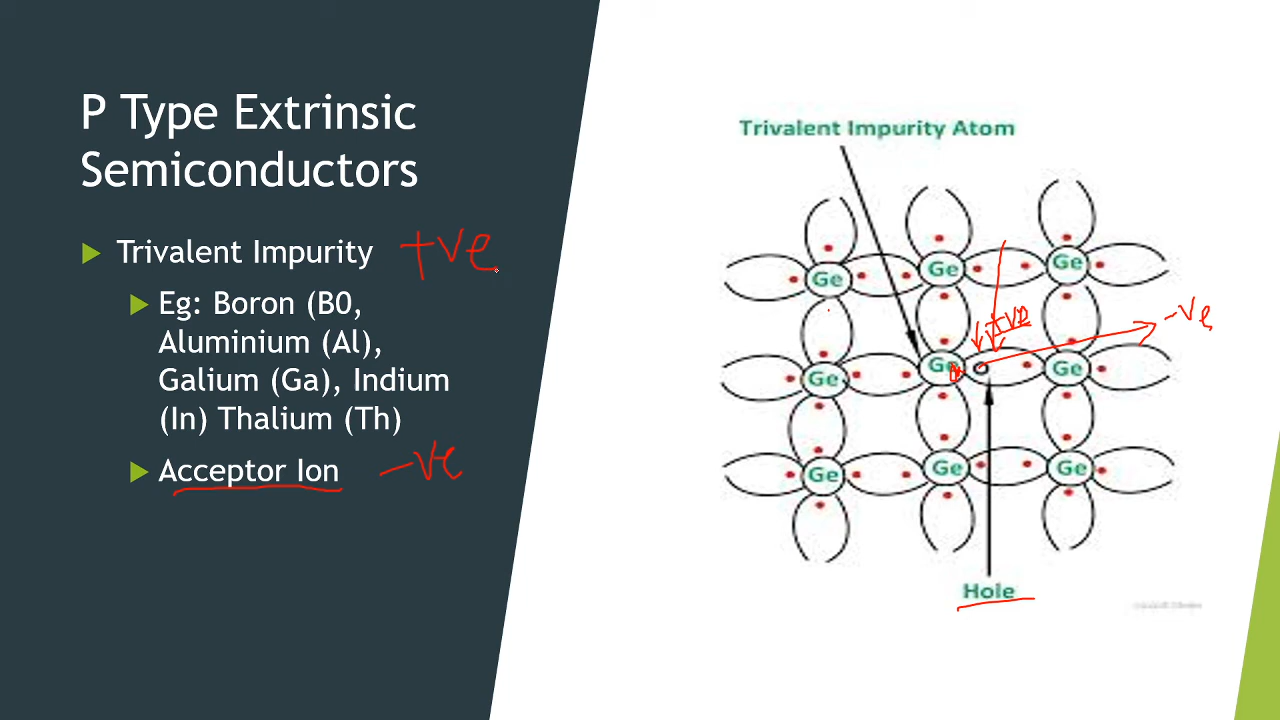 P Type Extrinsic
Semiconductors
Trivalent Impurity +ve
Eg: Boron (B0,
Aluminium (Al),
Galium (Ga), Indium
(In) Thalium (Th)
Acceptor Ion -ve
Trivalent Impurity Atom
Ge Ge Ge
+ve -ve
Ge Ge Ge
Ge Ge Ge
Hole